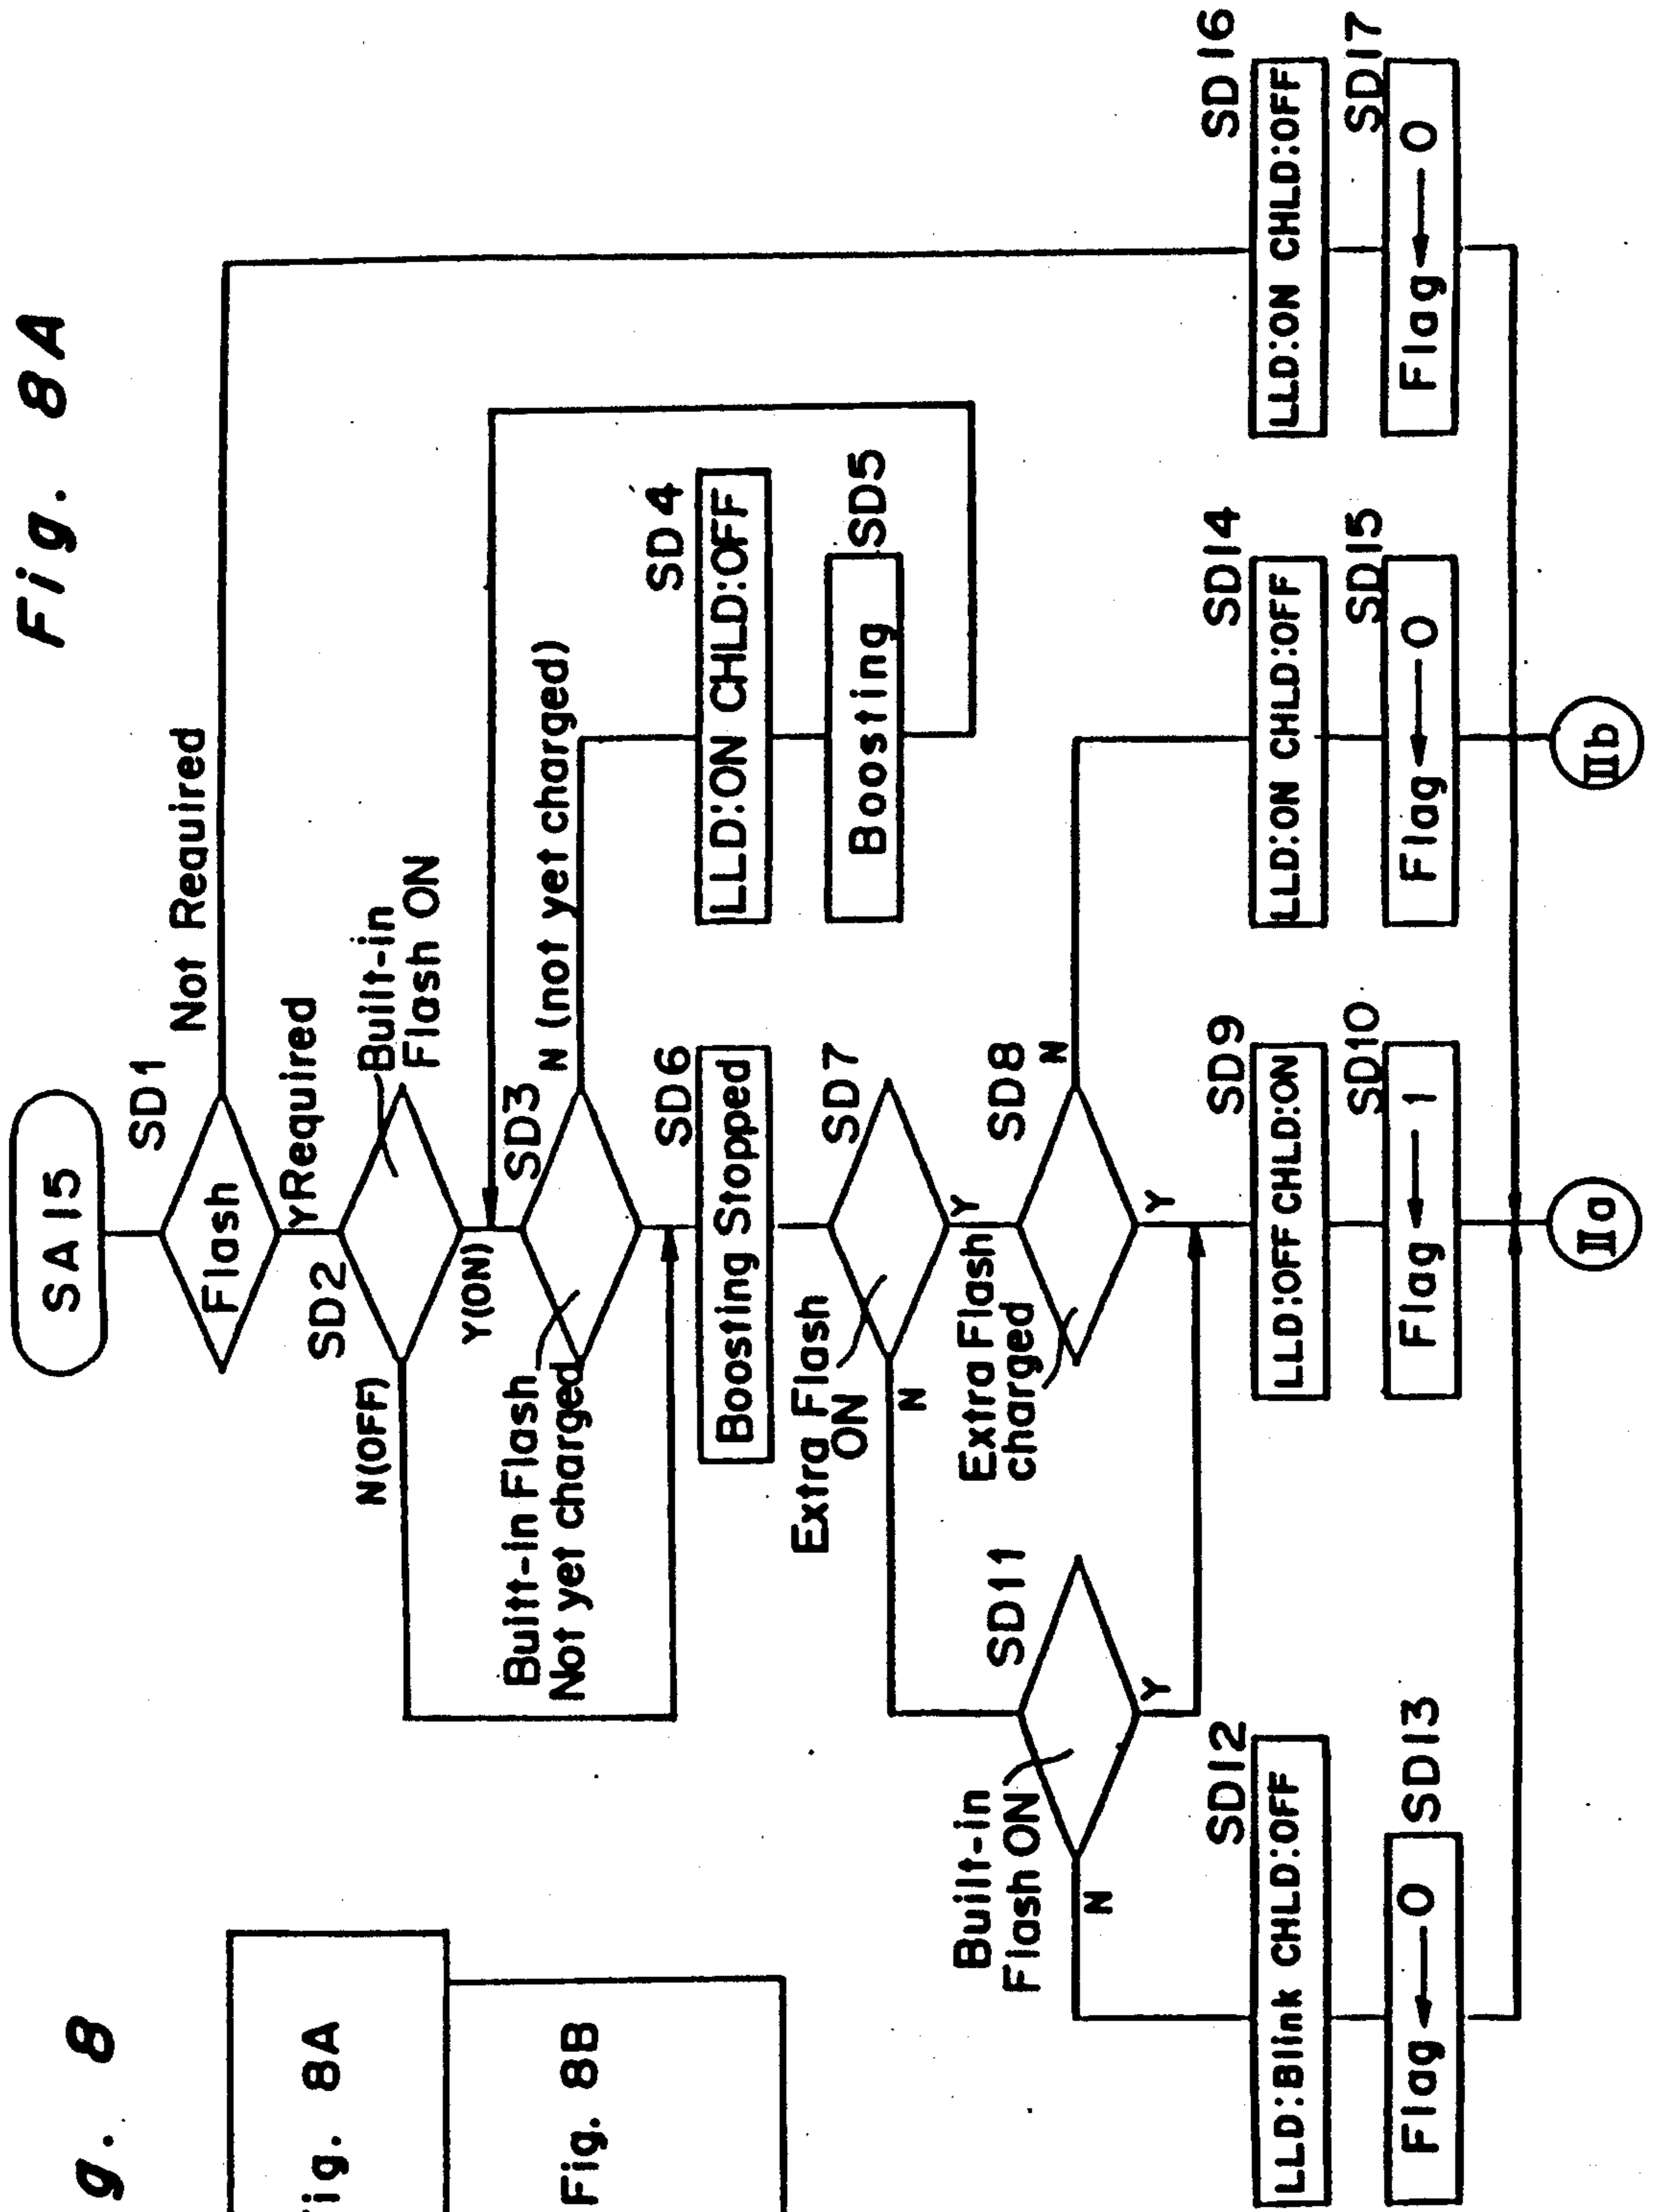 Fig. 8A
g. 8
ig. 8A
Fig. 8B
SA15
SD1
Flash
Not Required
Y Required
SD2
Built-in
Flash ON
N(OFF)
Y(ON)
SD3
N (not yet charged)
Built-in Flash
Not yet charged
SD4
LLD:ON CHLD:OFF
SD5
Boosting
SD6
Boosting Stopped
SD7
Extra Flash
ON
N
Y
SD8
N
Extra Flash
charged
Y
SD11
Built-in
Flash ON
N
Y
SD12
LLD:Blink CHLD:OFF
SD13
Flag ← 0
SD9
LLD:OFF CHLD:ON
SD10
Flag ← 1
SD14
LLD:ON CHLD:OFF
SD15
Flag ← 0
SD16
LLD:ON CHLD:OFF
SD17
Flag ← 0
IIa
IIIb